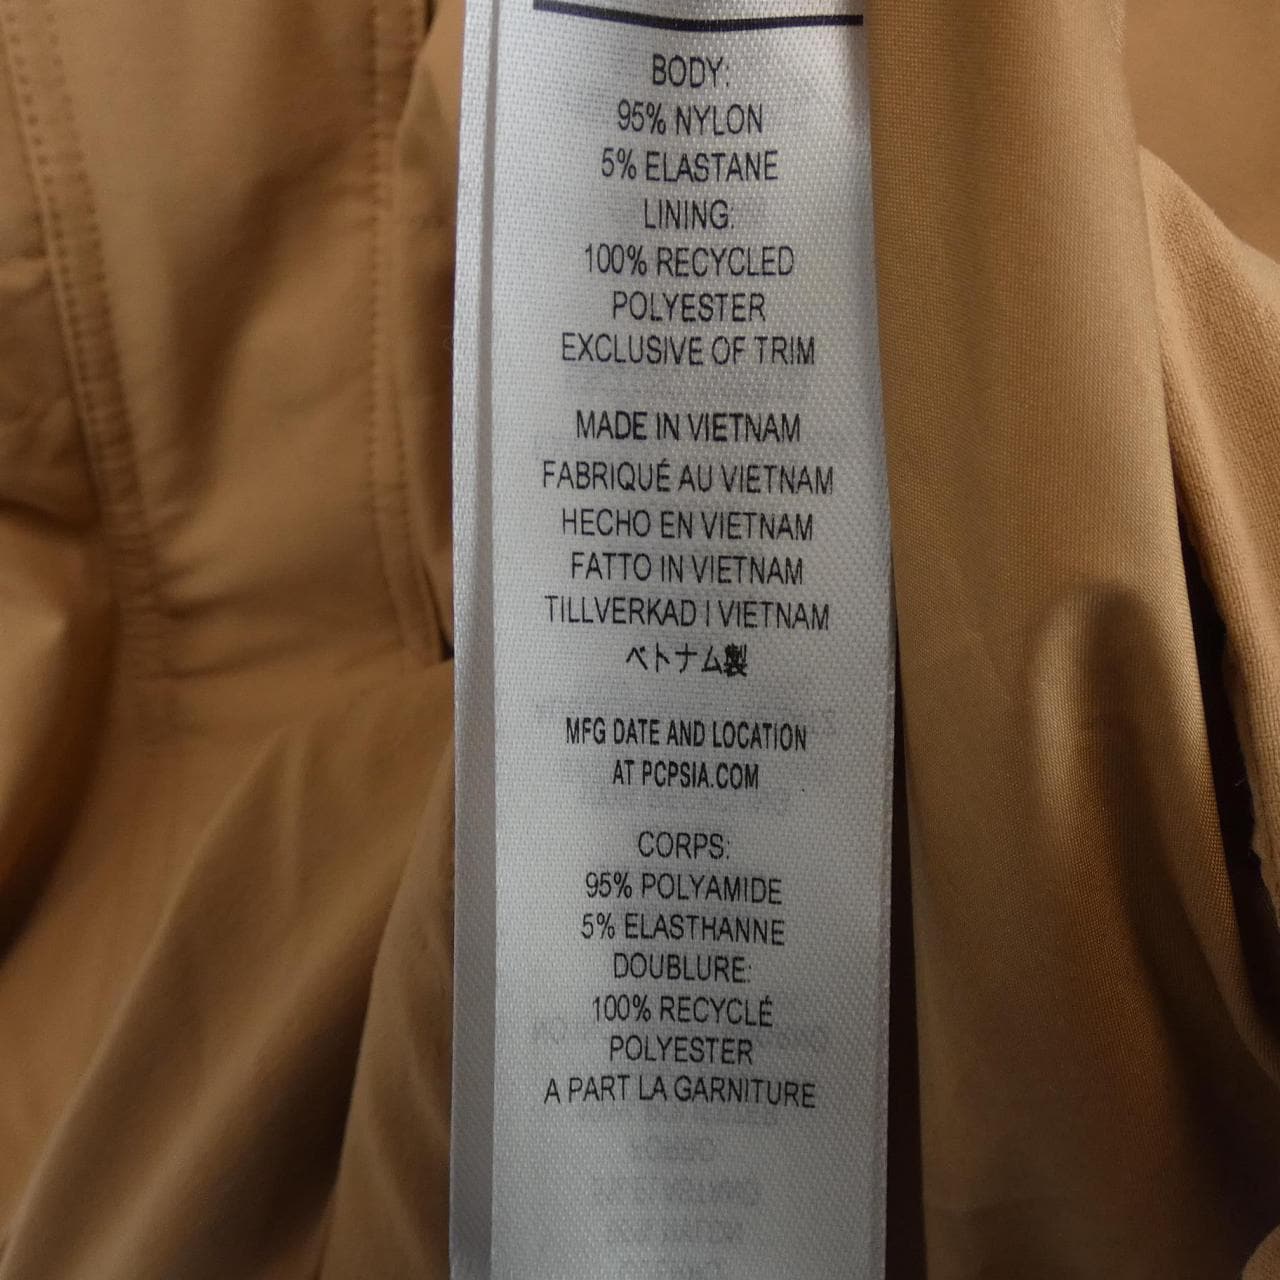 BODY:
95% NYLON
5% ELASTANE
LINING:
100% RECYCLED
POLYESTER
EXCLUSIVE OF TRIM
MADE IN VIETNAM
FABRIQUÉ AU VIETNAM
HECHO EN VIETNAM
FATTO IN VIETNAM
TILLVERKAD I VIETNAM
ベトナム製
MFG DATE AND LOCATION
AT PCPSIA.COM
CORPS:
95% POLYAMIDE
5% ELASTHANNE
DOUBLURE:
100% RECYCLÉ
POLYESTER
A PART LA GARNITURE